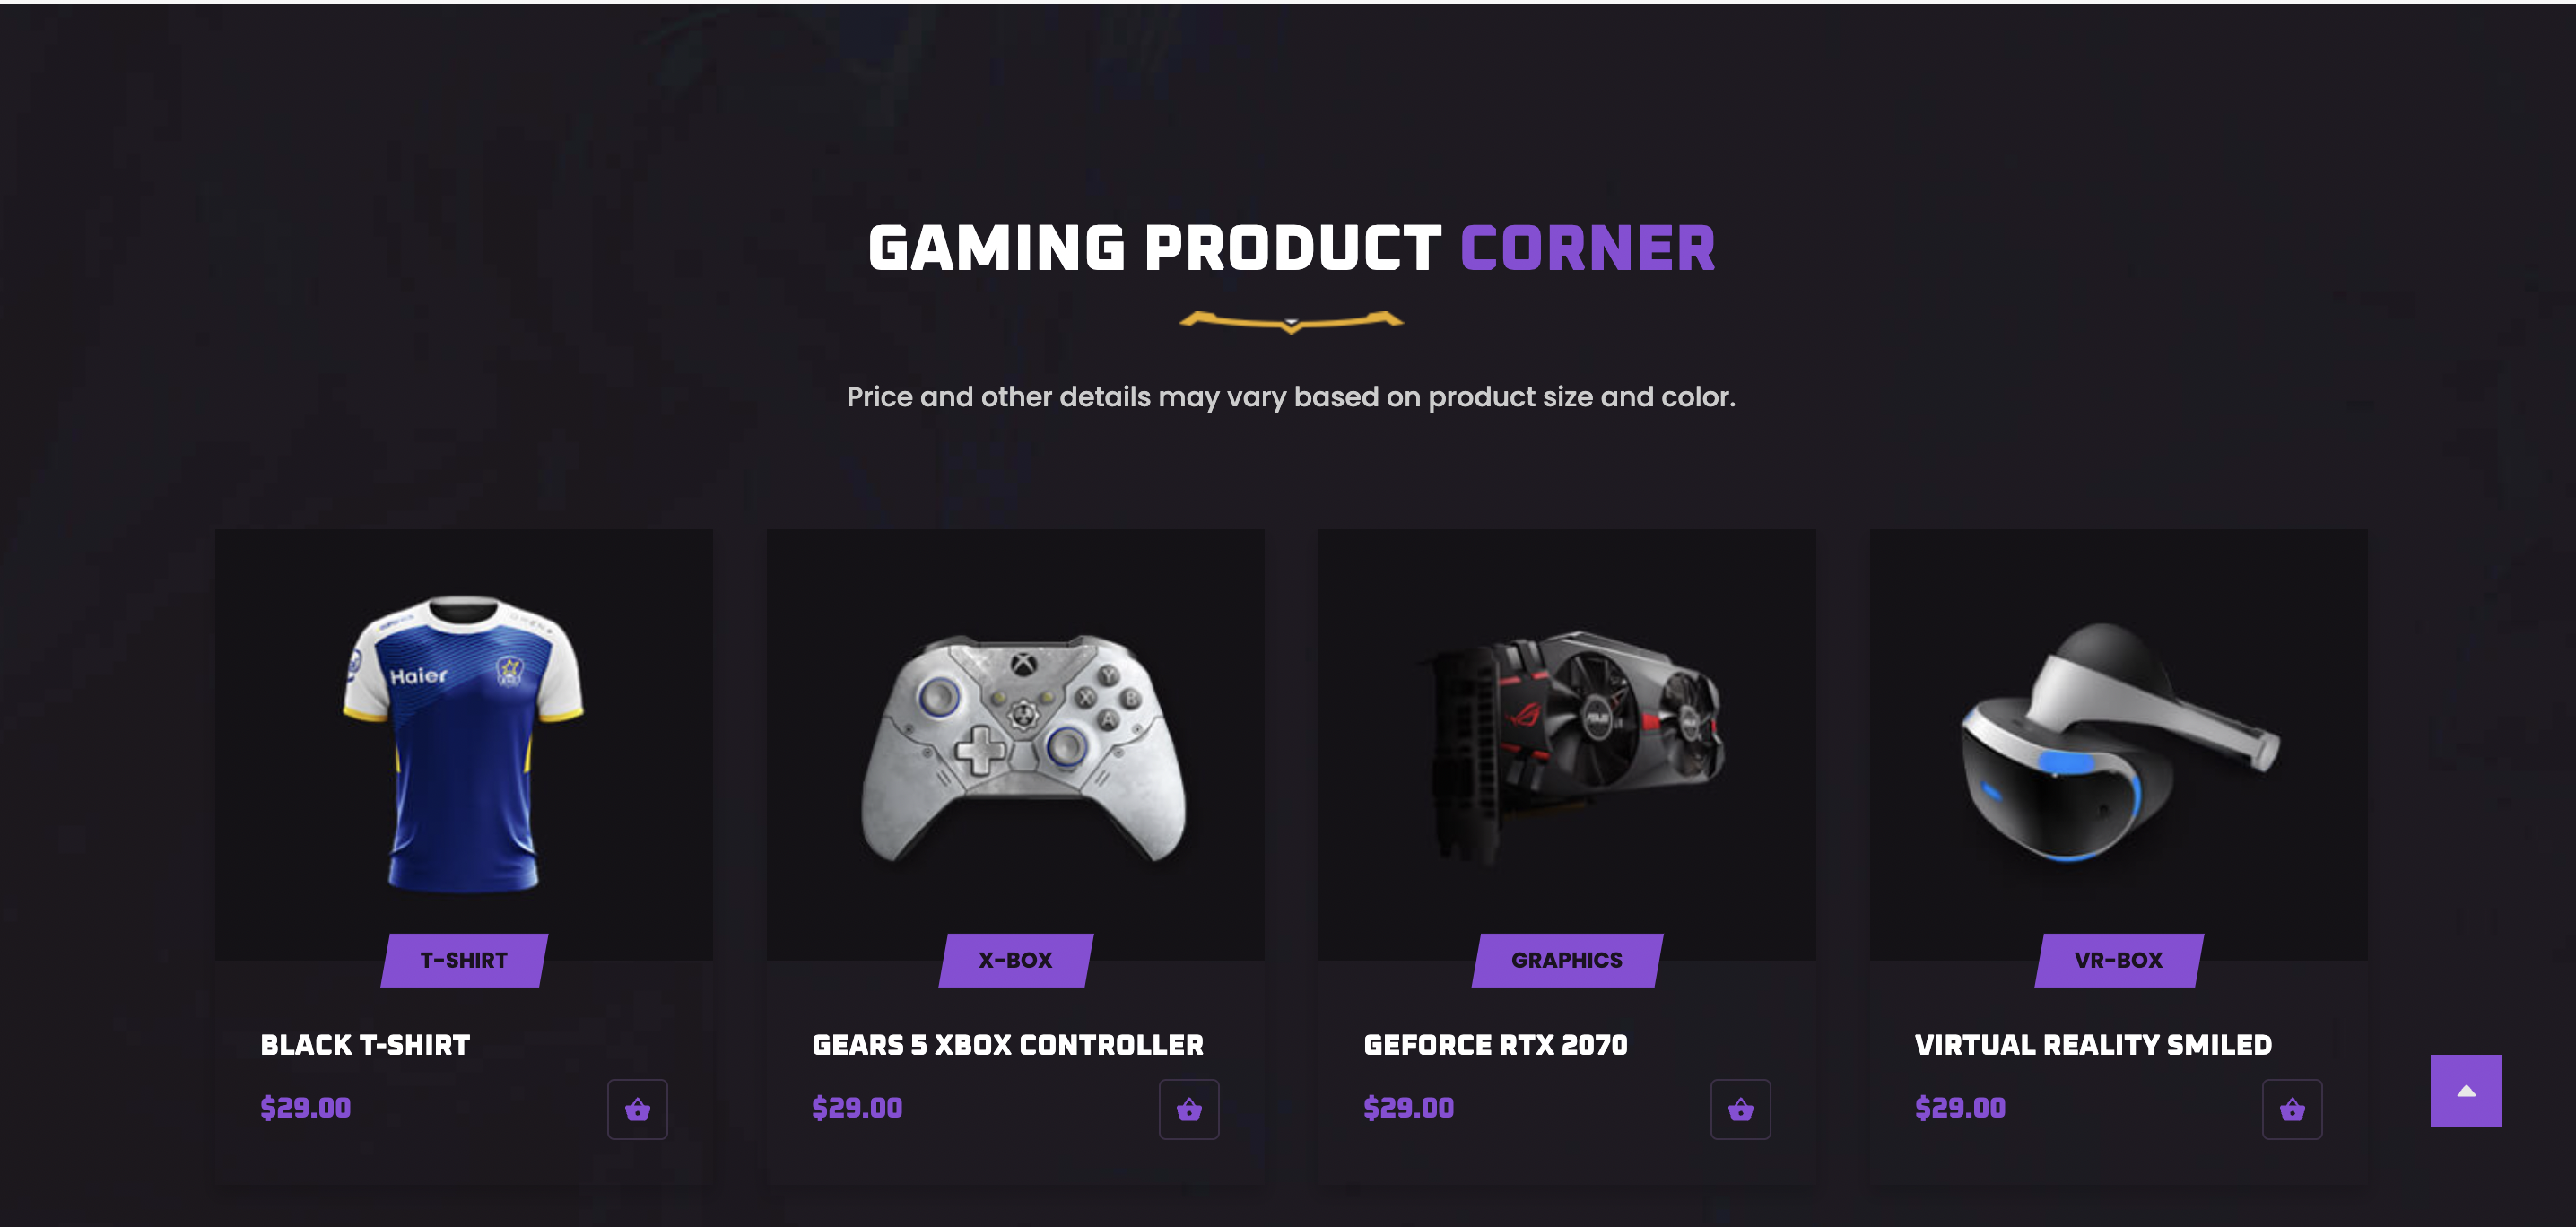 GAMING PRODUCT CORNER
Price and other details may vary based on product size and color.
Haier
X
Y
X
B
A
ASUS
T-SHIRT
X-BOX
GRAPHICS
VR-BOX
BLACK T-SHIRT
GEARS 5 XBOX CONTROLLER
GEFORCE RTX 2070
VIRTUAL REALITY SMILED
$29.00
$29.00
$29.00
$29.00